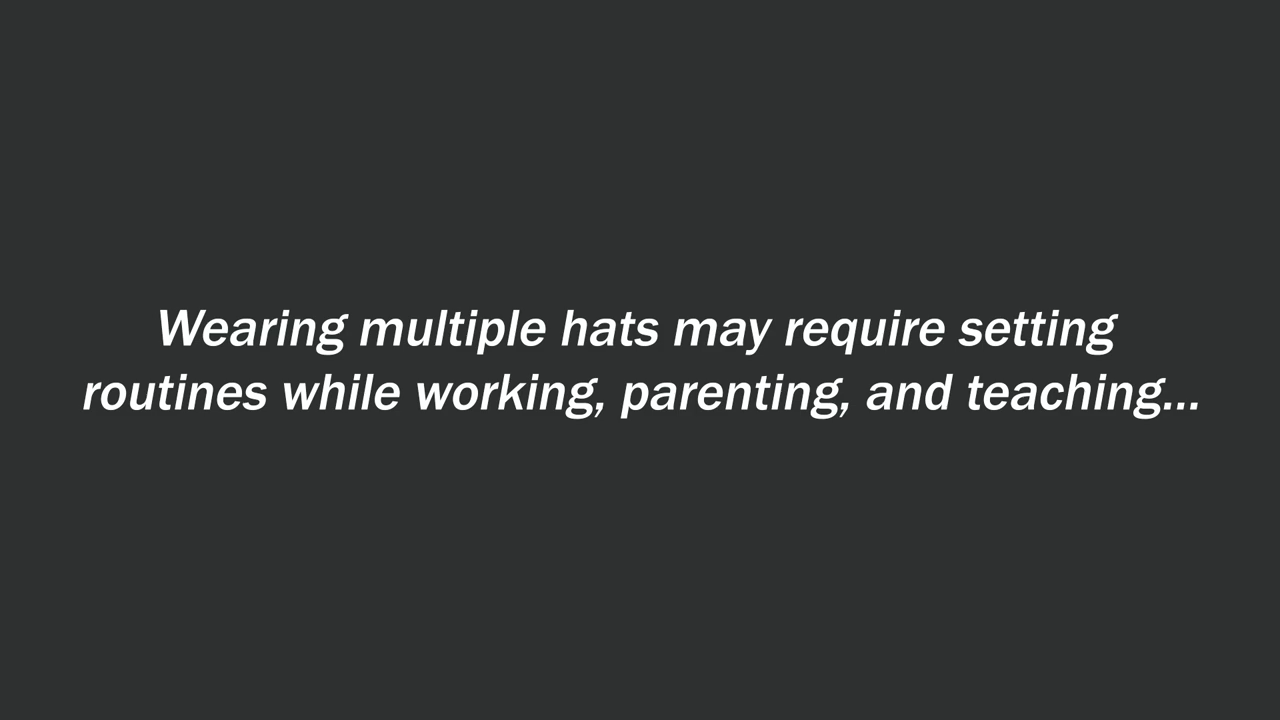 Wearing multiple hats may require setting
routines while working, parenting, and teaching...